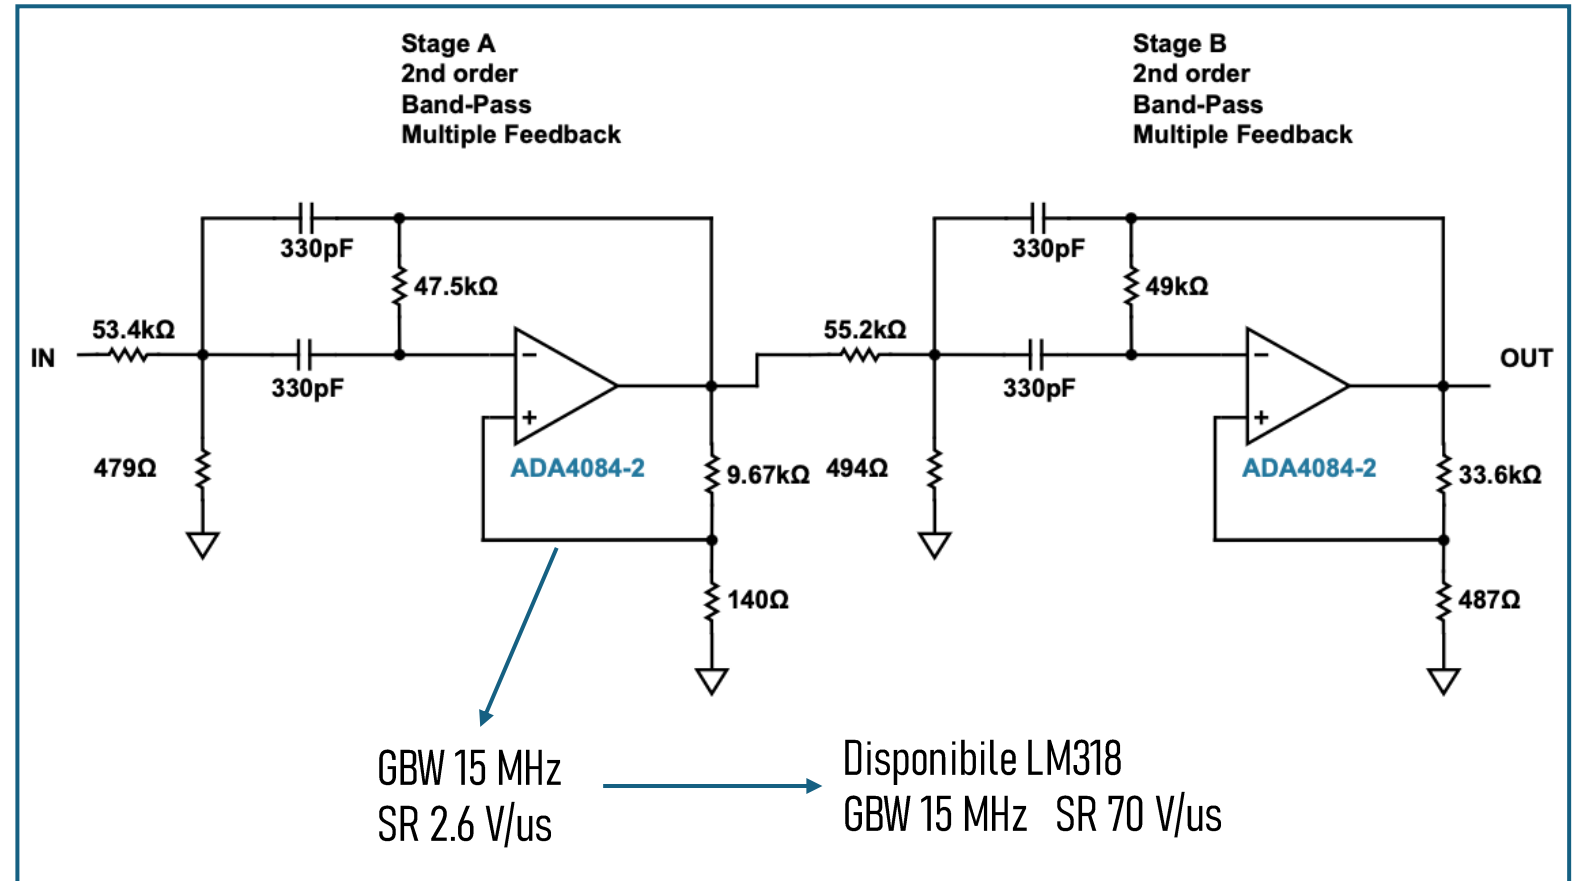 Stage A
2nd order
Band-Pass
Multiple Feedback
Stage B
2nd order
Band-Pass
Multiple Feedback
330pF
47.5kΩ
53.4kΩ
IN
330pF
479Ω
ADA4084-2
9.67kΩ
140Ω
330pF
49kΩ
55.2kΩ
330pF
494Ω
ADA4084-2
OUT
33.6kΩ
487Ω
GBW 15 MHz
SR 2.6 V/us
Disponibile LM318
GBW 15 MHz SR 70 V/us